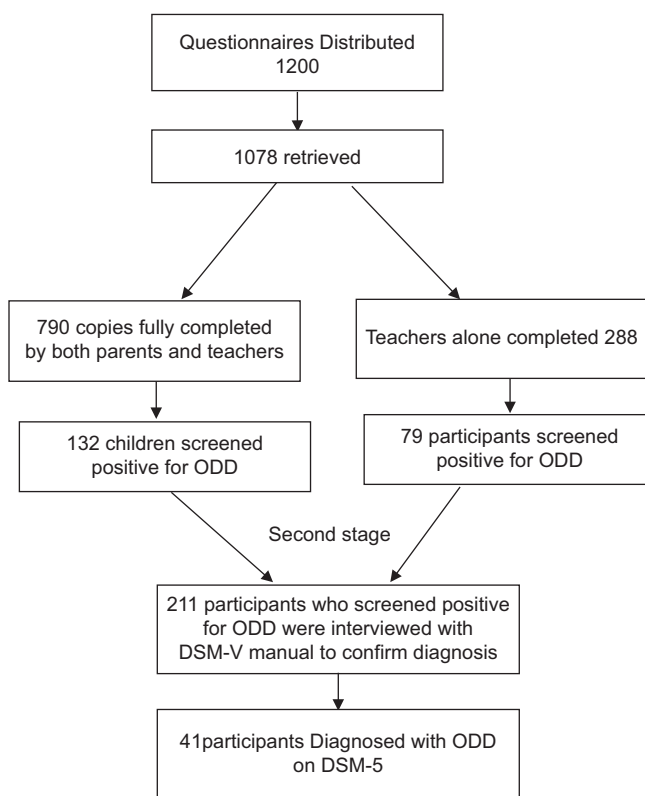 Questionnaires Distributed
1200
1078 retrieved
790 copies fully completed
by both parents and teachers
Teachers alone completed 288
132 children screened
positive for ODD
79 participants screened
positive for ODD
Second stage
211 participants who screened positive
for ODD were interviewed with
DSM-V manual to confirm diagnosis
41participants Diagnosed with ODD
on DSM-5